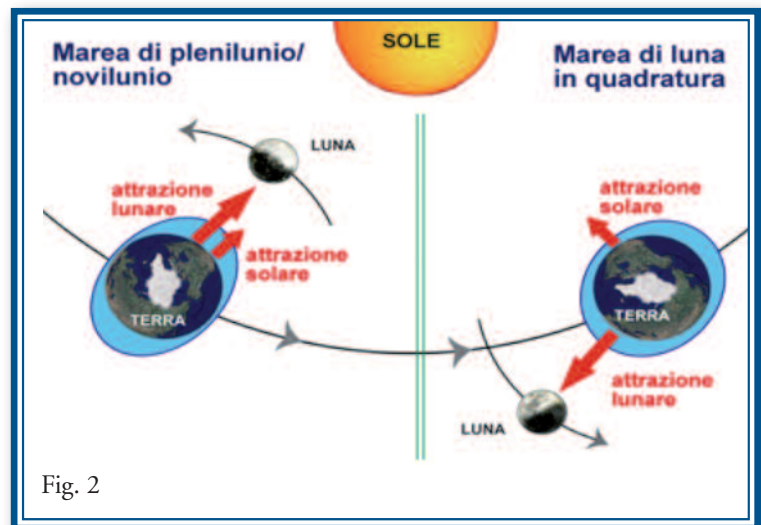 Marea di plenilunio/
novilunio
SOLE
Marea di luna
in quadratura
LUNA
attrazione
lunare
attrazione
solare
TERRA
attrazione
solare
TERRA
attrazione
lunare
LUNA
Fig. 2